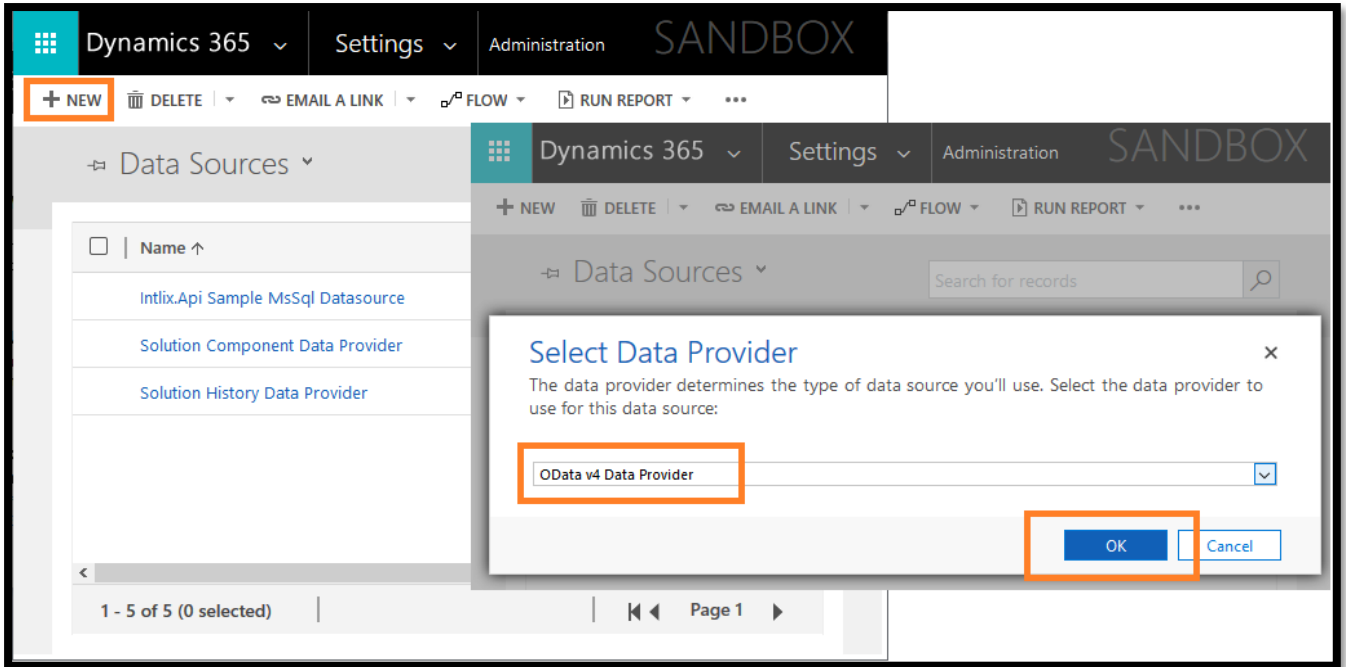 Dynamics 365 Settings Administration SANDBOX
NEW DELETE EMAIL A LINK FLOW RUN REPORT
Data Sources
Name
Intlix.Api Sample MsSql Datasource
Solution Component Data Provider
Solution History Data Provider
1 - 5 of 5 (0 selected) Page 1
Dynamics 365 Settings Administration SANDBOX
NEW DELETE EMAIL A LINK FLOW RUN REPORT
Data Sources Search for records
Select Data Provider
The data provider determines the type of data source you'll use. Select the data provider to
use for this data source:
OData v4 Data Provider
OK Cancel